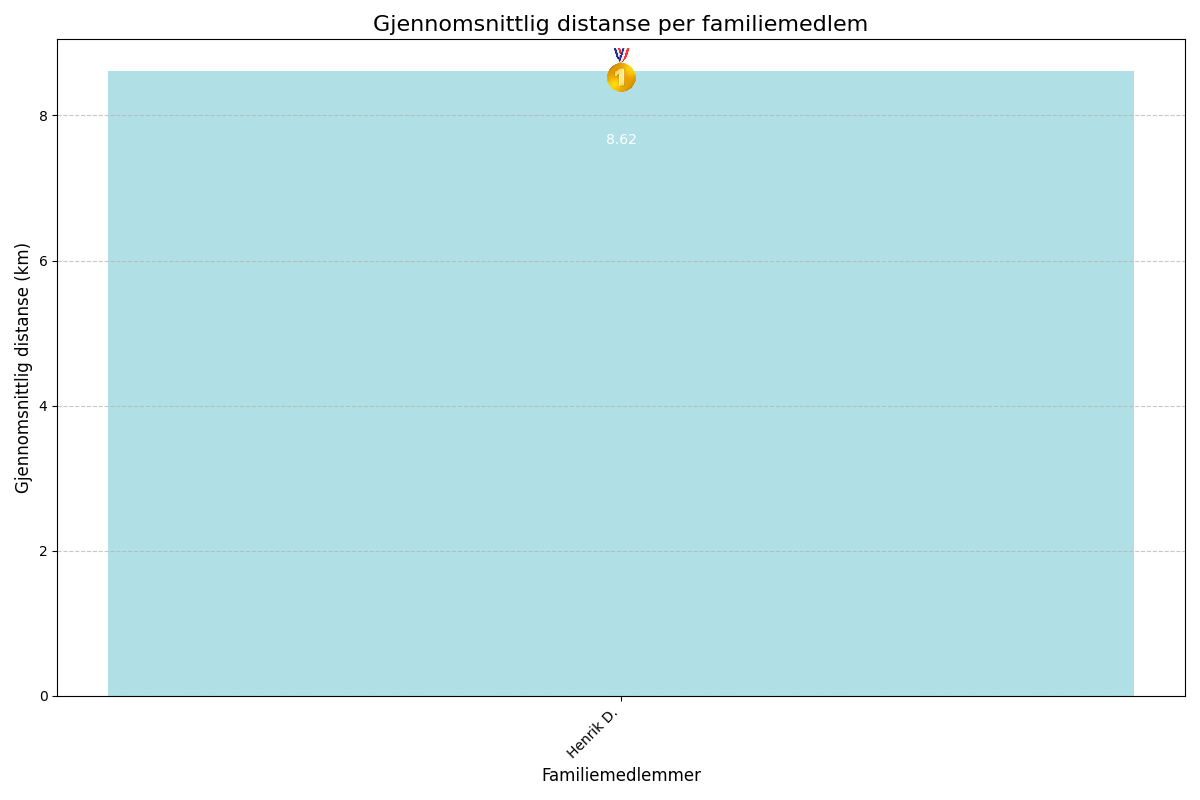 Gjennomsnittlig distanse per familiemedlem
1
8.62
8
6
4
2
0
Gjennomsnittlig distanse (km)
Henrik D.
Familiemedlemmer